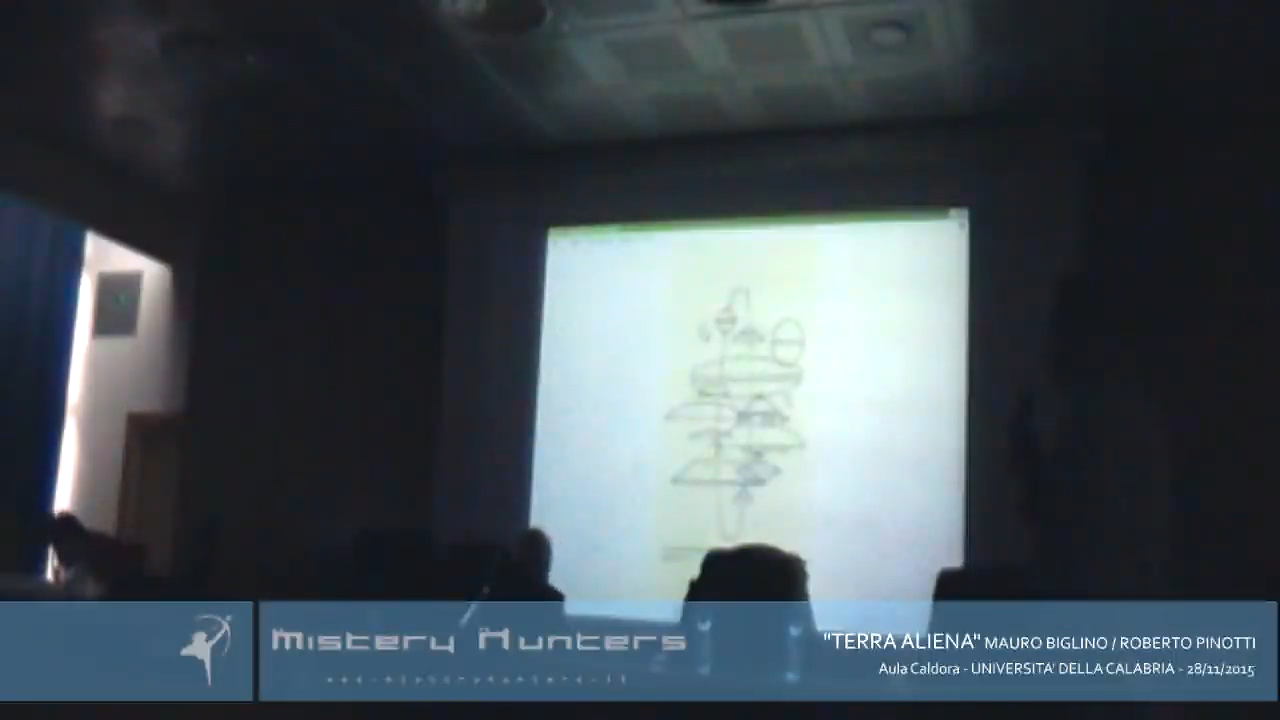 Mistery Hunters
"TERRA ALIENA" MAURO BIGLINO / ROBERTO PINOTTI
Aula Caldora - UNIVERSITA' DELLA CALABRIA - 28/11/2015